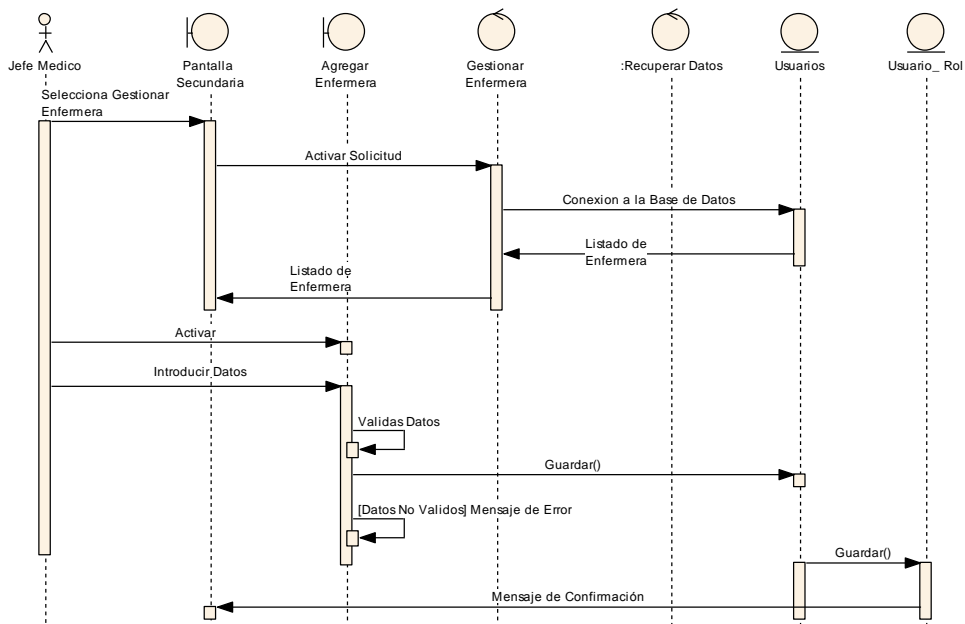 Jefe Medico
Pantalla
Secundaria
Agregar
Enfermera
Gestionar
Enfermera
:Recuperar Datos
Usuarios
Usuario_ Rol
Selecciona Gestionar
Enfermera
Activar Solicitud
Conexion a la Base de Datos
Listado de
Enfermera
Listado de
Enfermera
Activar
Introducir Datos
Validas Datos
Guardar()
[Datos No Validos] Mensaje de Error
Guardar()
Mensaje de Confirmación